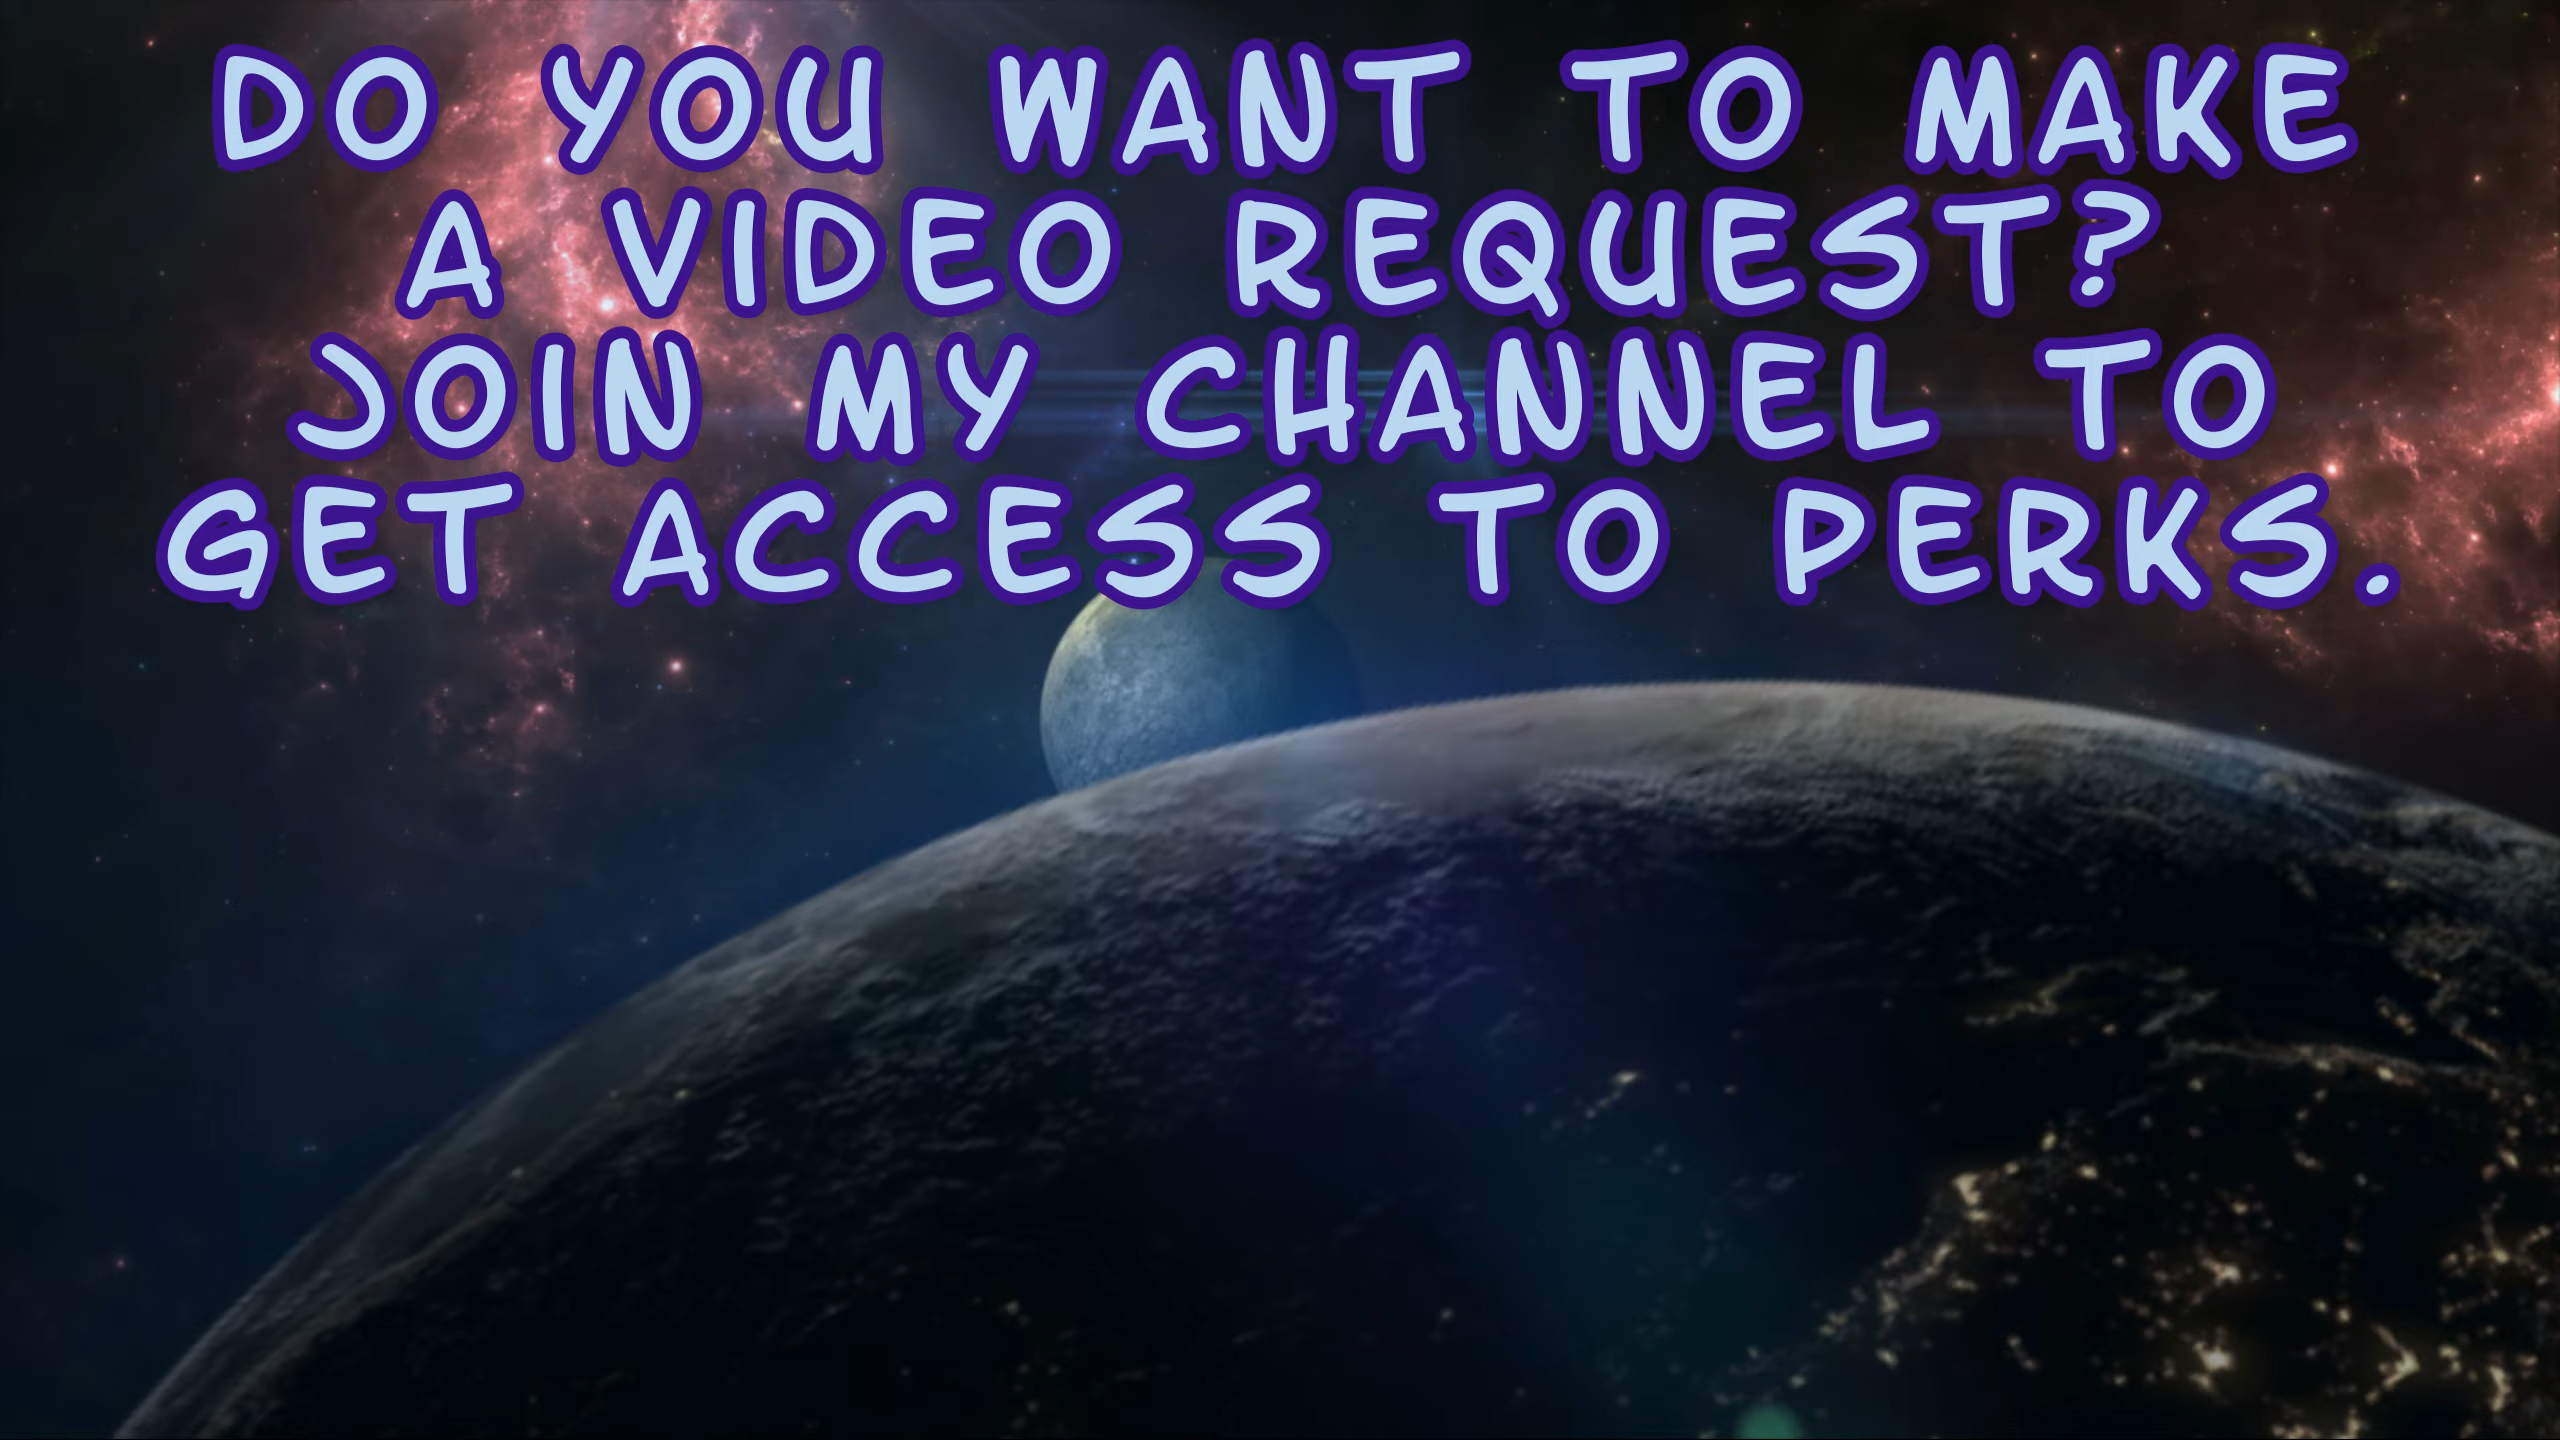 DO YOU WANT TO MAKE
A VIDEO REQUEST?
JOIN MY CHANNEL TO
GET ACCESS TO PERKS.